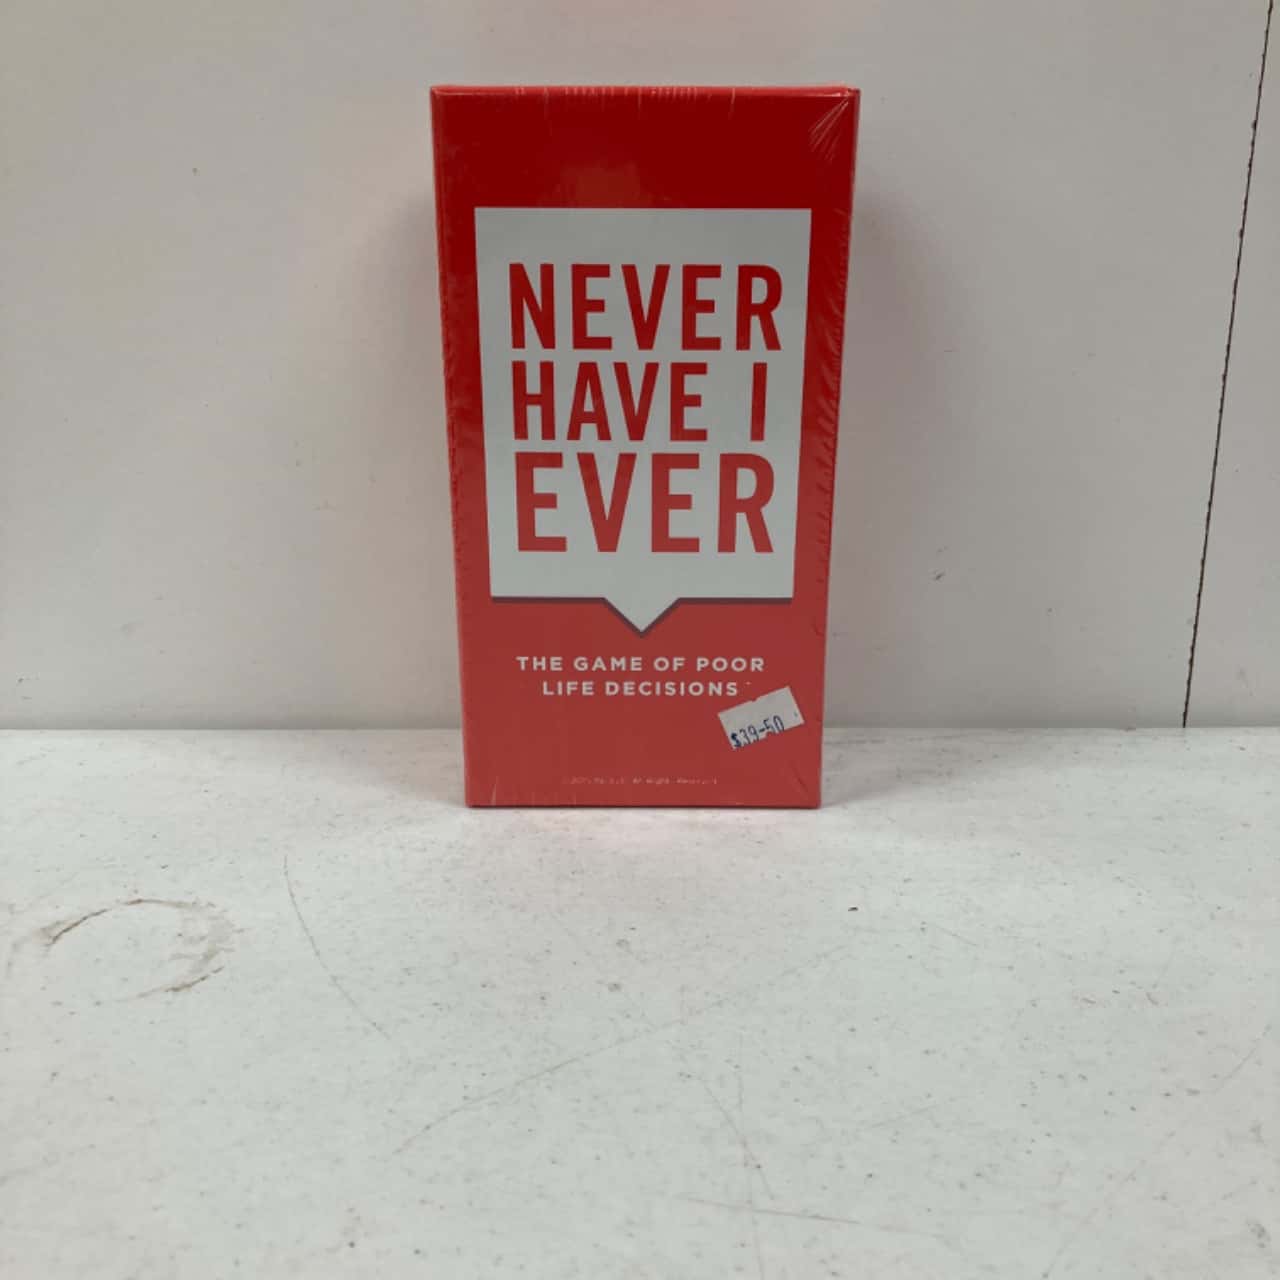 NEVER
HAVE I
EVER
THE GAME OF POOR
LIFE DECISIONS
$39-50